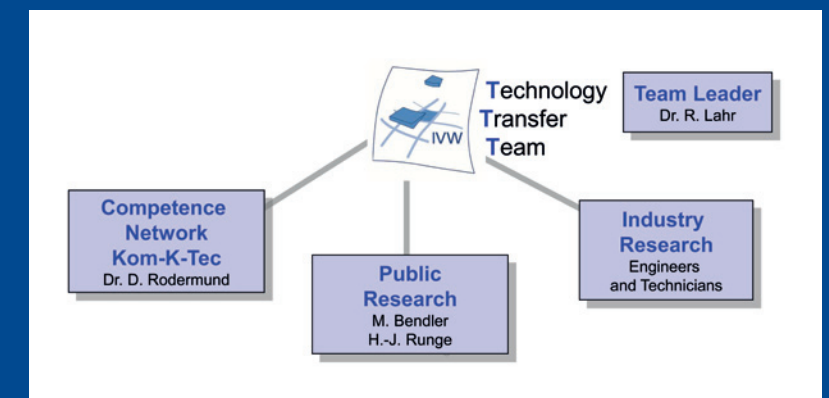 IVW
Technology
Transfer
Team
Team Leader
Dr. R. Lahr
Competence
Network
Kom-K-Tec
Dr. D. Rodermund
Public
Research
M. Bendler
H.-J. Runge
Industry
Research
Engineers
and Technicians